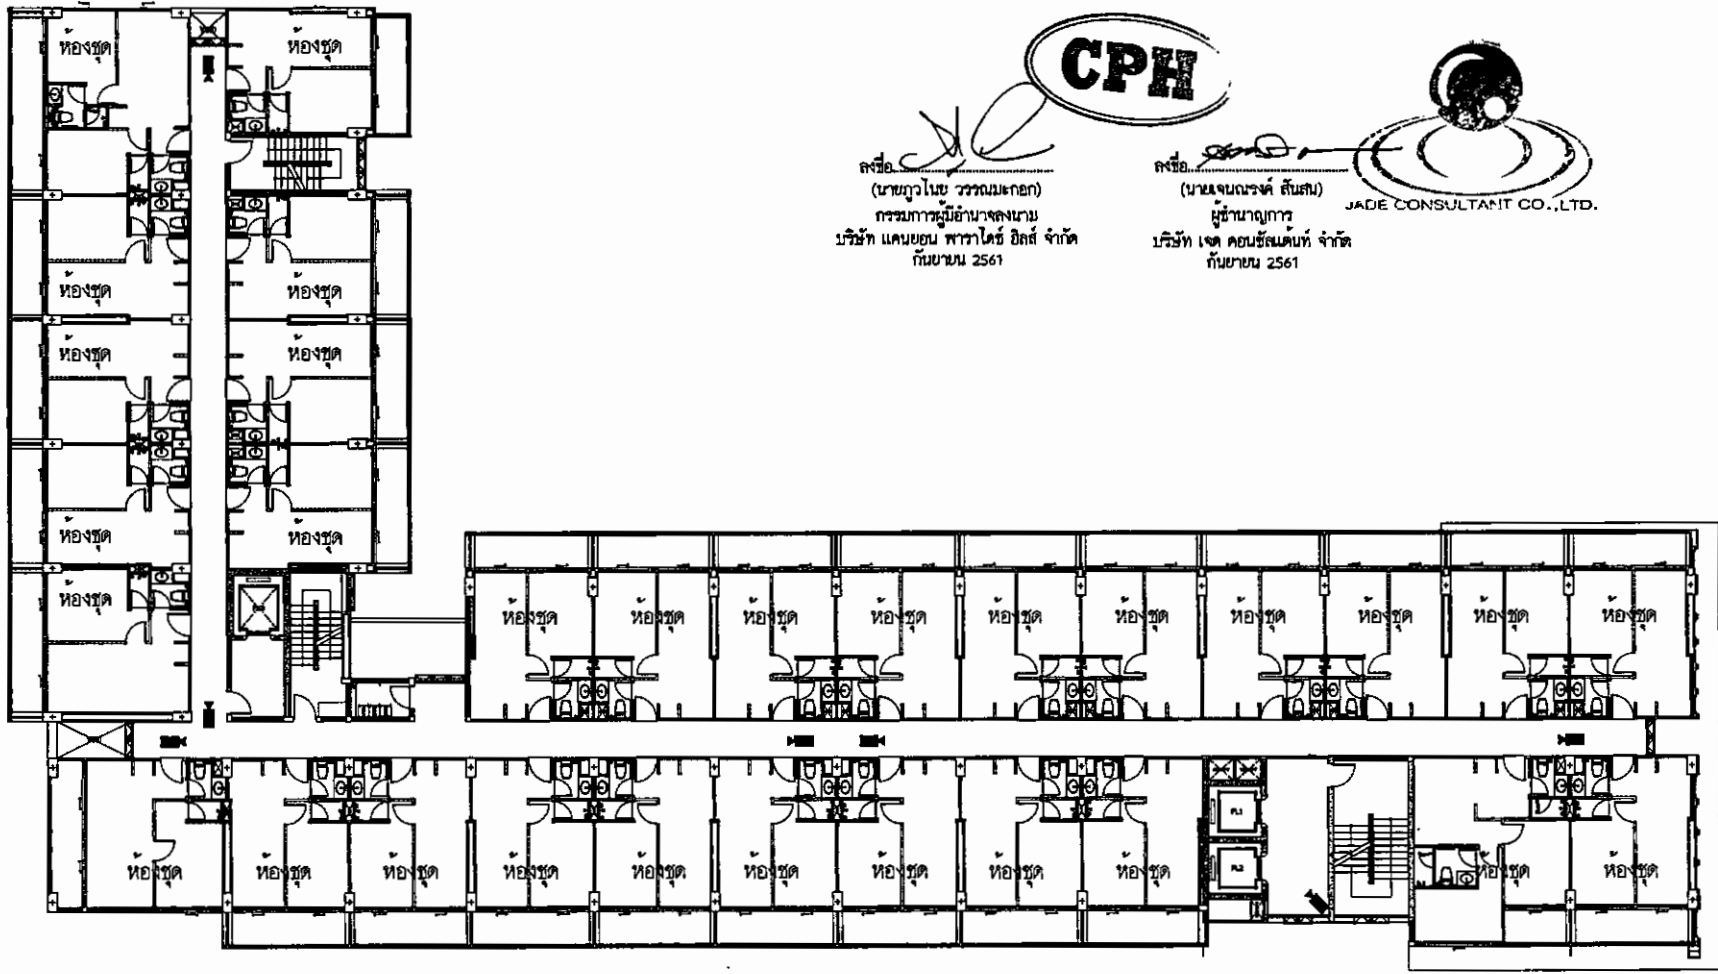 CPH
ลงชื่อ
(นายภูวไนย วรรณมะกอก)
กรรมการผู้มีอำนาจลงนาม
บริษัท แคนยอน พาราไดซ์ ฮิลส์ จำกัด
กันยายน 2561
ลงชื่อ
(นายเจนณรงค์
ผู้ชำนาญการ
บริษัท เจด คอนซัลแต้นท์ จำกัด
กันยายน 2561
JADE CONSULTANT CO.,LTD.
ห้องชุด ห้องชุด
ห้องชุด ห้องชุด
ห้องชุด ห้องชุด
ห้องชุด ห้องชุด
ห้องชุด
ห้องชุด ห้องชุด ห้องชุด ห้องชุด ห้องชุด ห้องชุด ห้องชุด ห้องชุด ห้องชุด ห้องชุด
ห้องชุด ห้องชุด ห้องชุด ห้องชุด ห้องชุด ห้องชุด ห้องชุด ห้องชุด ห้องชุด ห้องชุด ห้องชุด